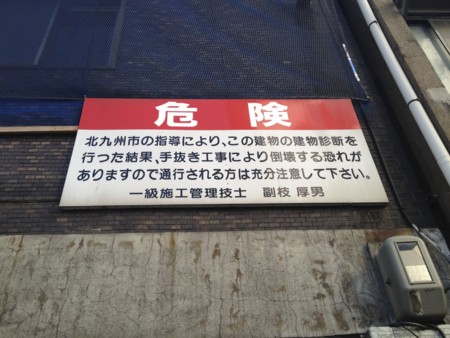 危険
北九州市の指導により、この建物の建物診断を
行った結果、手抜き工事により倒壊する恐れが
ありますので通行される方は充分注意して下さい。
一級施工管理技士 副枝 厚男